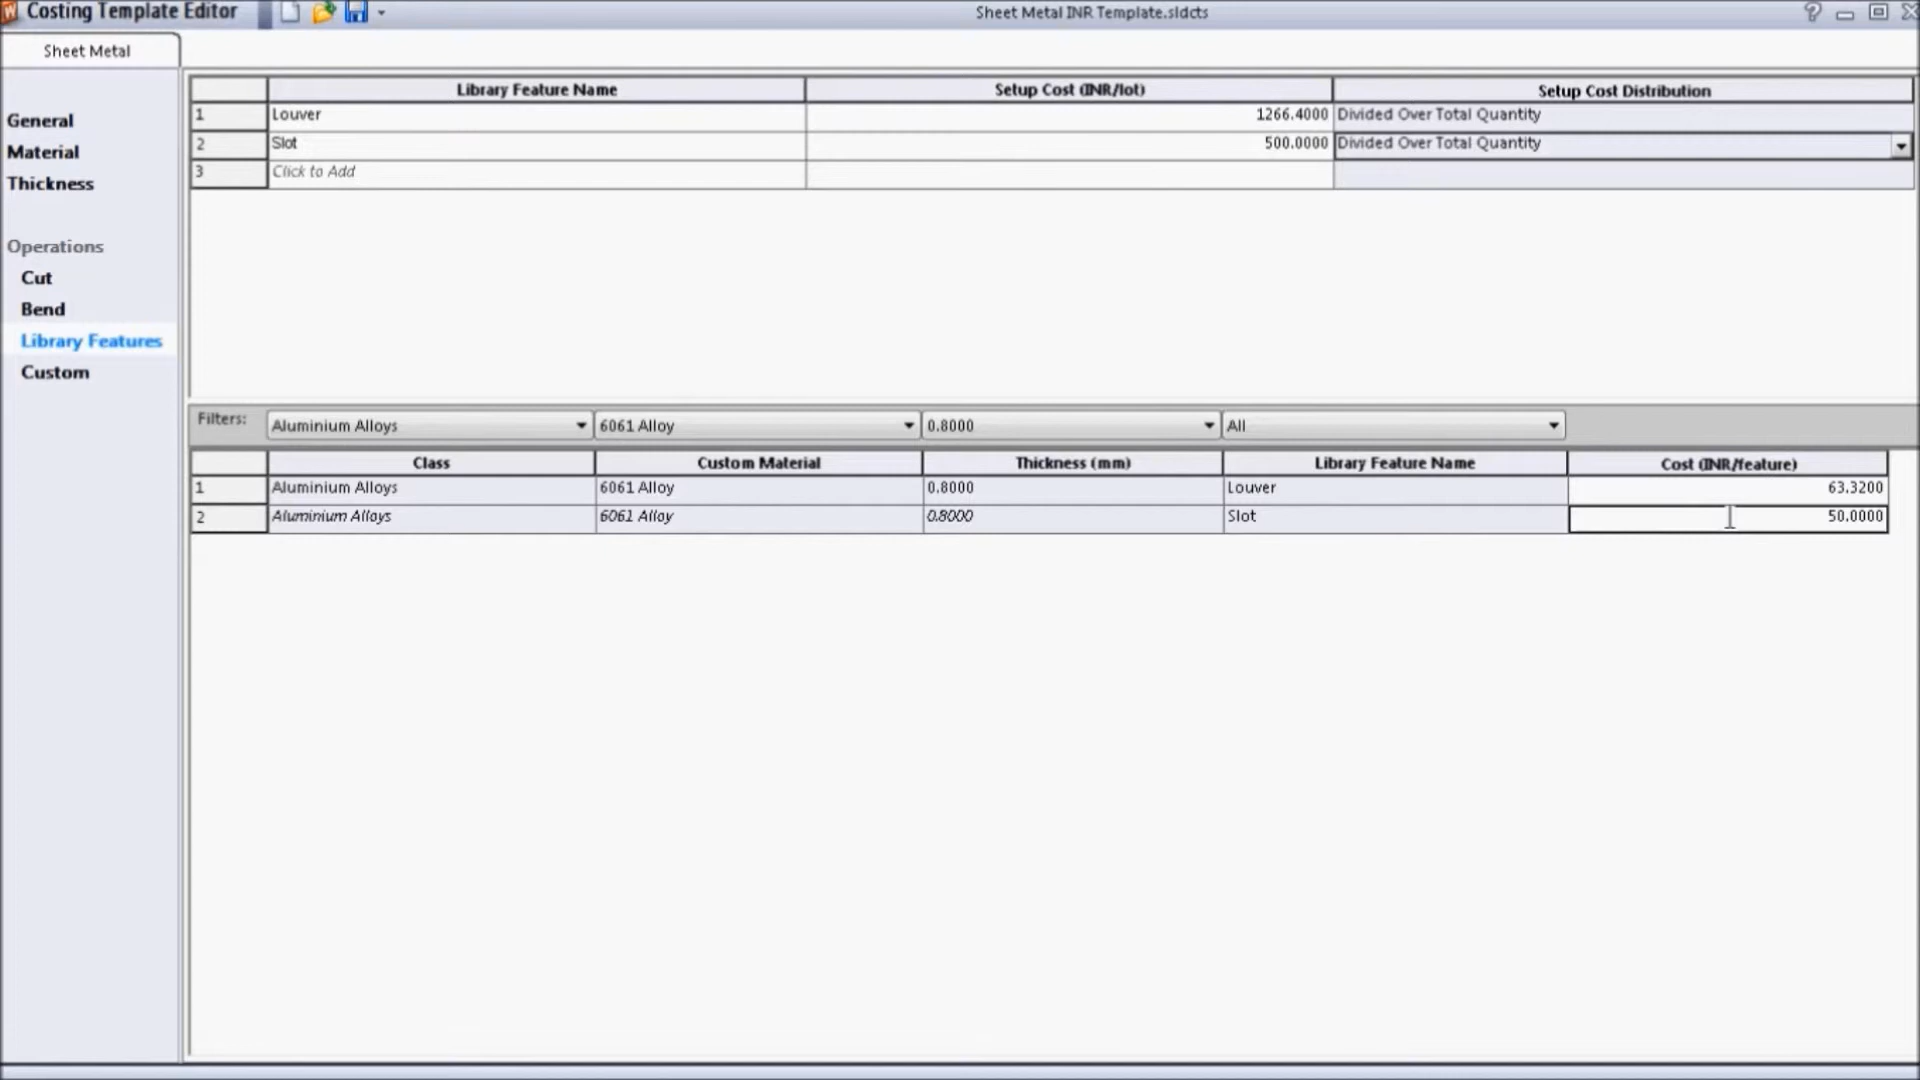 Costing Template Editor
Sheet Metal INR Template.sldcts
Sheet Metal
General
Material
Thickness
Operations
Cut
Bend
Library Features
Custom
Library Feature Name Setup Cost (INR/lot) Setup Cost Distribution
1 Louver 1266.4000 Divided Over Total Quantity
2 Slot 500.0000 Divided Over Total Quantity
3 Click to Add
Filters: Aluminium Alloys 6061 Alloy 0.8000 All
Class Custom Material Thickness (mm) Library Feature Name Cost (INR/feature)
1 Aluminium Alloys 6061 Alloy 0.8000 Louver 63.3200
2 Aluminium Alloys 6061 Alloy 0.8000 Slot 50.0000